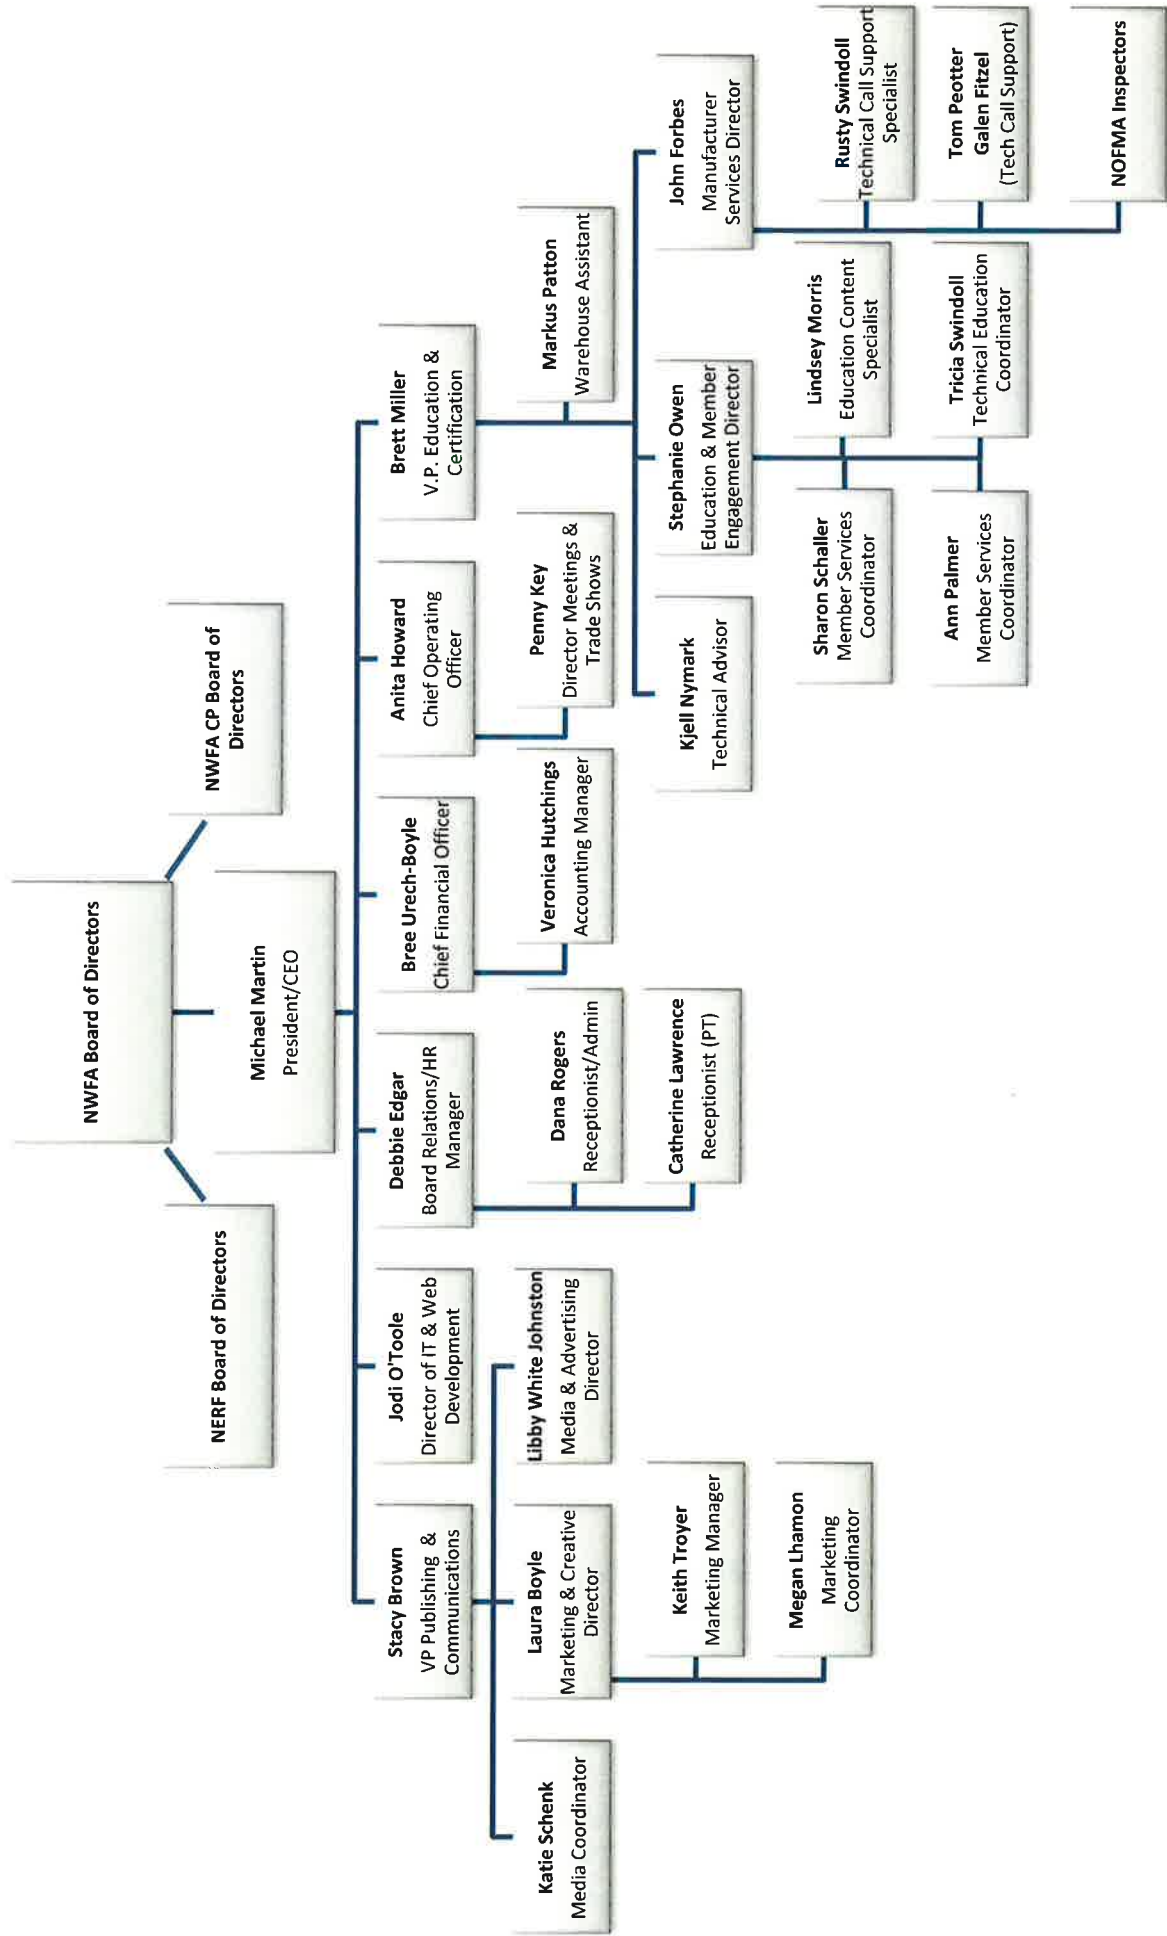 NWFA Board of Directors
NERF Board of Directors
NWFA CP Board of
Directors
Michael Martin
President/CEO
Stacy Brown
VP Publishing &
Communications
Jodi O'Toole
Director of IT & Web
Development
Debbie Edgar
Board Relations/HR
Manager
Bree Urech-Boyle
Chief Financial Officer
Anita Howard
Chief Operating
Officer
Brett Miller
V.P. Education &
Certification
Katie Schenk
Media Coordinator
Laura Boyle
Marketing & Creative
Director
Libby White Johnston
Media & Advertising
Director
Keith Troyer
Marketing Manager
Megan Lhamon
Marketing
Coordinator
Dana Rogers
Receptionist/Admin
Catherine Lawrence
Receptionist (PT)
Veronica Hutchings
Accounting Manager
Penny Key
Director Meetings &
Trade Shows
Markus Patton
Warehouse Assistant
Kjell Nymark
Technical Advisor
Stephanie Owen
Education & Member
Engagement Director
John Forbes
Manufacturer
Services Director
Sharon Schaller
Member Services
Coordinator
Lindsey Morris
Education Content
Specialist
Ann Palmer
Member Services
Coordinator
Tricia Swindoll
Technical Education
Coordinator
Rusty Swindoll
Technical Call Support
Specialist
Tom Peotter
Galen Fitzel
(Tech Call Support)
NOFMA Inspectors